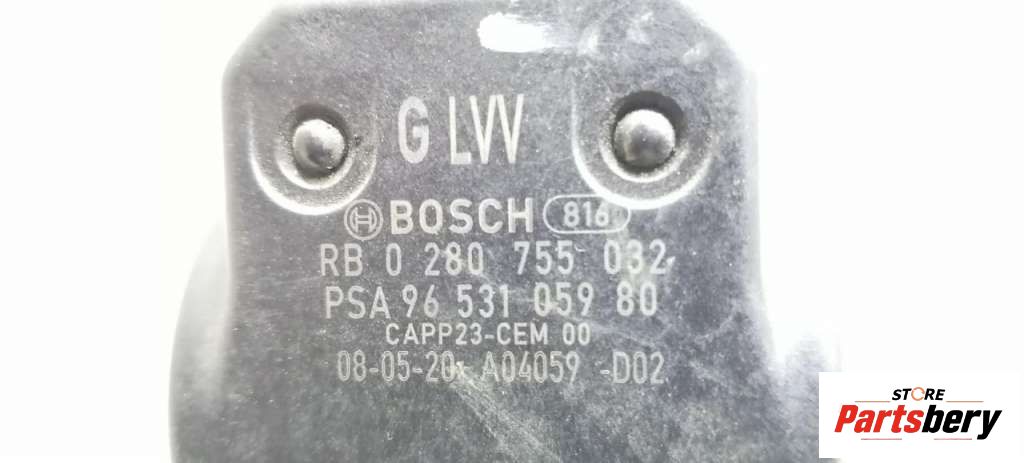 G LVV
BOSCH 816
RB 0 280 755 032
PSA 96 531 059 80
CAPP23-CEM 00
08-05-20 A04059 -D02
STORE
Partsbery